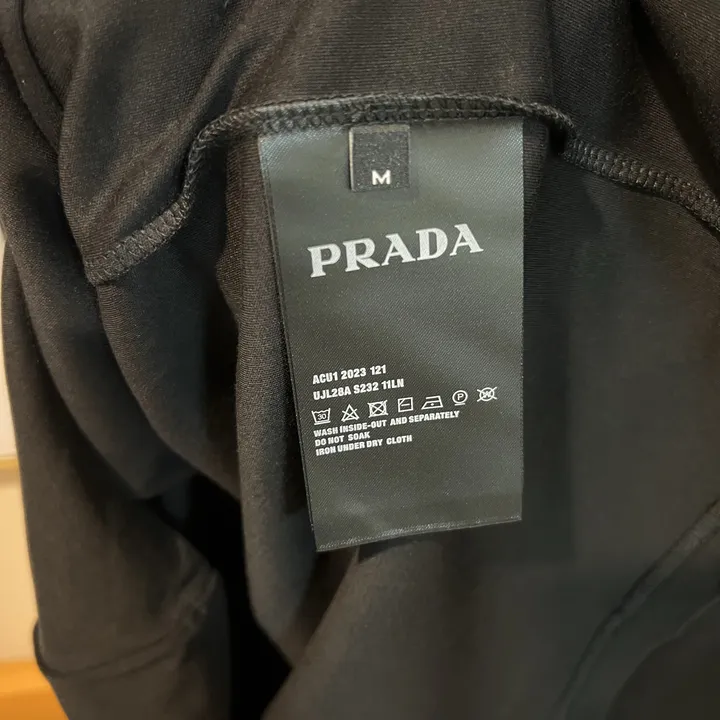 M
PRADA
ACU1 2023 121
UJL28A S232 11LN
30 P W
WASH INSIDE-OUT AND SEPARATELY
DO NOT SOAK
IRON UNDER DRY CLOTH